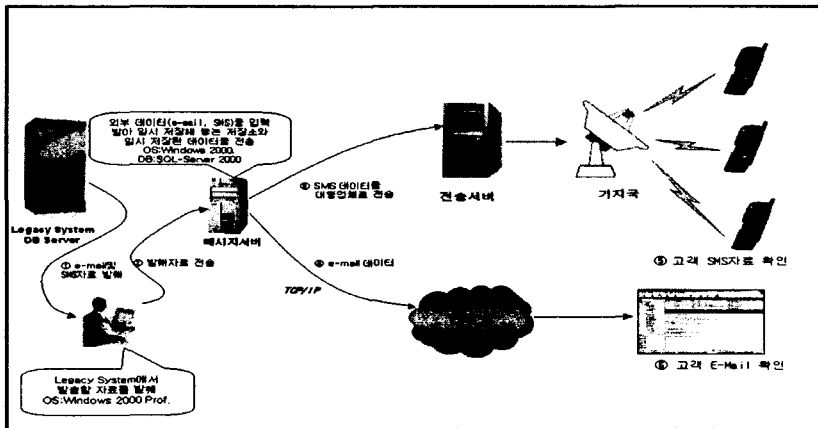 외부 데이터(e-mail, SMS)를 입력
받아 일시 저장해 놓는 저장소와
일시 저장된 데이터를 전송
OS:Windows 2000,
DB:SQL-Server 2000
Legacy System
DB Server
메시지서버
③ SMS 데이터를
대행업체로 전송
전송서버
기지국
① e-mail및
SMS자료 발췌
② 발췌자료 전송
④ e-mail 데이터
TCP/IP
⑤ 고객 SMS자료 확인
Legacy System에서
발송할 자료를 발췌
OS:Windows 2000 Prof.
⑥ 고객 E-Mail 확인